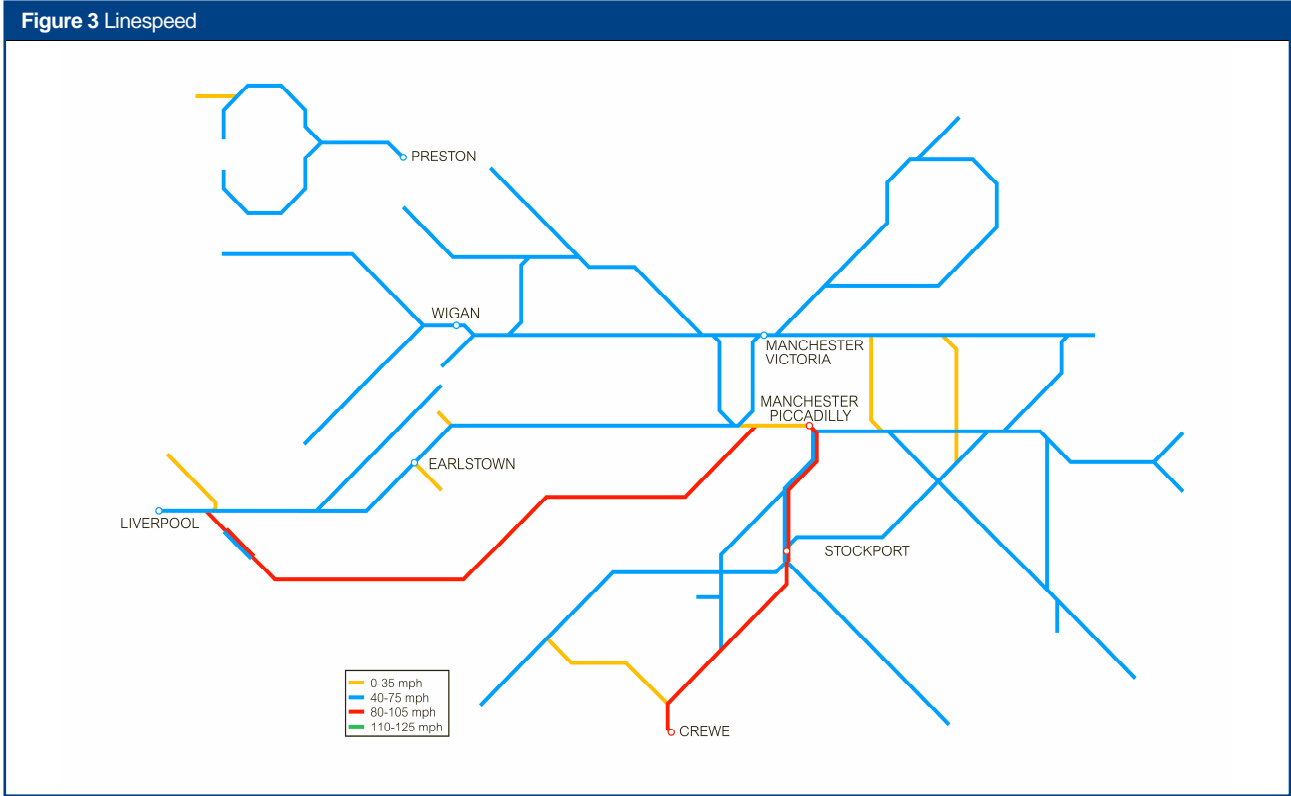 Figure 3 Linespeed
PRESTON
WIGAN
MANCHESTER
VICTORIA
MANCHESTER
PICCADILLY
EARLSTOWN
LIVERPOOL
STOCKPORT
0 35 mph
40-75 mph
80-105 mph
110-125 mph
CREWE